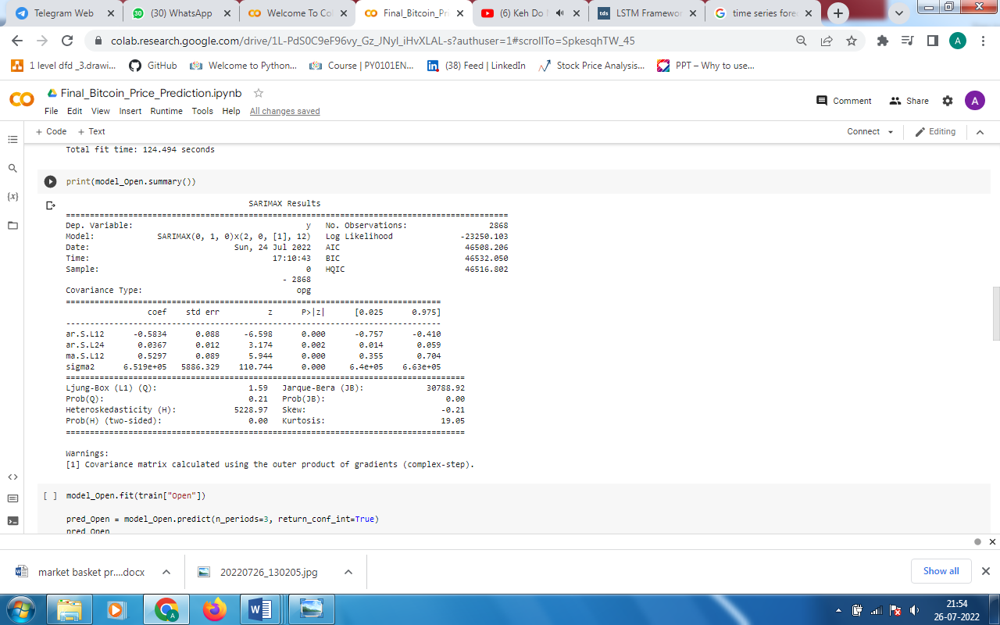 Telegram Web
(30) WhatsApp
Welcome To Co
Final_Bitcoin_Pr
(6) Keh Do
LSTM Framewor
time series fore
colab.research.google.com/drive/1L-PdS0C9eF96vy_Gz_JNyl_iHvXLAL-s?authuser=1#scrollTo=SpkesqhTW_45
A
1 level dfd _3.drawi...
GitHub
Welcome to Python...
Course | PY0101EN...
(38) Feed | LinkedIn
Stock Price Analysis...
PPT – Why to use...
Final_Bitcoin_Price_Prediction.ipynb
Comment
Share
A
File Edit View Insert Runtime Tools Help All changes saved
+ Code + Text
Connect
Editing
Total fit time: 124.494 seconds
print(model_Open.summary())
SARIMAX Results
==============================================================================================
Dep. Variable: y No. Observations: 2868
Model: SARIMAX(0, 1, 0)x(2, 0, [1], 12) Log Likelihood -23250.103
Date: Sun, 24 Jul 2022 AIC 46508.206
Time: 17:10:43 BIC 46532.050
Sample: 0 HQIC 46516.802
- 2868
Covariance Type: opg
==============================================================================
coef std err z P>|z| [0.025 0.975]
------------------------------------------------------------------------------
ar.S.L12 -0.5834 0.088 -6.598 0.000 -0.757 -0.410
ar.S.L24 0.0367 0.012 3.174 0.002 0.014 0.059
ma.S.L12 0.5297 0.089 5.944 0.000 0.355 0.704
sigma2 6.519e+05 5886.329 110.744 0.000 6.4e+05 6.63e+05
===================================================================================
Ljung-Box (L1) (Q): 1.59 Jarque-Bera (JB): 30788.92
Prob(Q): 0.21 Prob(JB): 0.00
Heteroskedasticity (H): 5228.97 Skew: -0.21
Prob(H) (two-sided): 0.00 Kurtosis: 19.05
===================================================================================
Warnings:
[1] Covariance matrix calculated using the outer product of gradients (complex-step).
[ ] model_Open.fit(train["Open"])
pred_Open = model_Open.predict(n_periods=3, return_conf_int=True)
pred_Open
market basket pr....docx
20220726_130205.jpg
Show all
21:54
26-07-2022